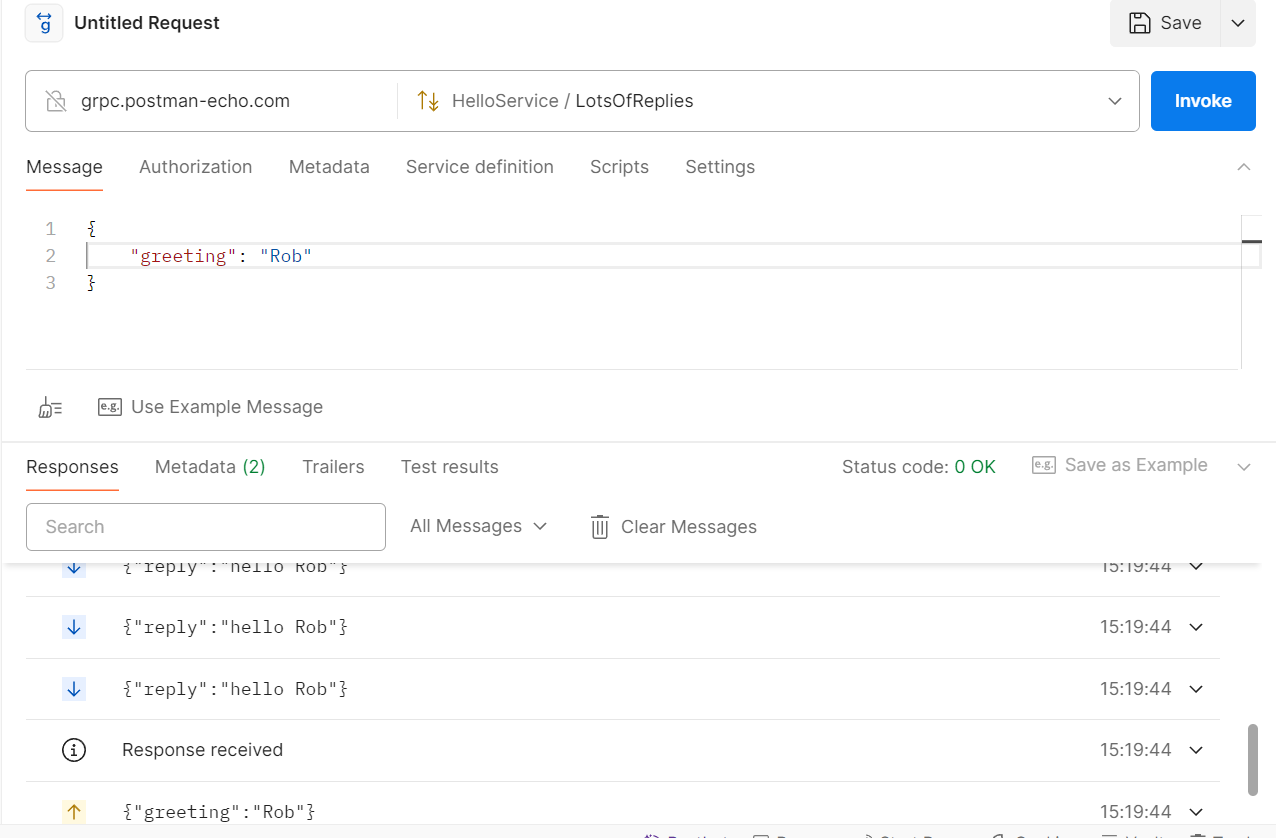 Untitled Request
Save
grpc.postman-echo.com
HelloService / LotsOfReplies
Invoke
Message Authorization Metadata Service definition Scripts Settings
1 {
2 "greeting": "Rob"
3 }
e.g. Use Example Message
Responses Metadata (2) Trailers Test results
Status code: 0 OK
e.g. Save as Example
Search
All Messages
Clear Messages
{"reply":"hello Rob"} 15:19:44
{"reply":"hello Rob"} 15:19:44
{"reply":"hello Rob"} 15:19:44
Response received 15:19:44
{"greeting":"Rob"} 15:19:44